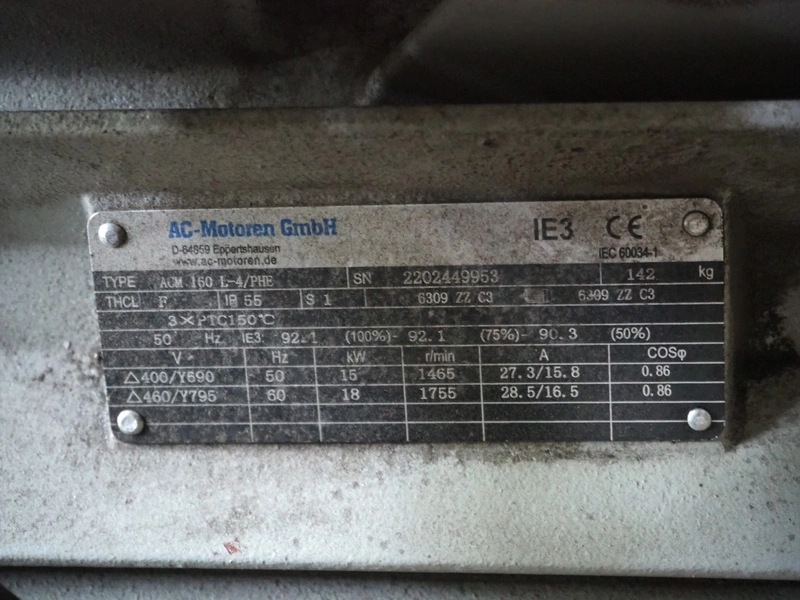 AC-Motoren GmbH IE3 CE
D-64859 Eppertshausen IEC 60034-1
www.ac-motoren.de
TYPE ACM 160 L-4/PHE SN 2202449953 142 kg
THCL F IP 55 S 1 6309 ZZ C3 6309 ZZ C3
3×PTC150℃
50 Hz IE3: 92.1 (100%)- 92.1 (75%)- 90.3 (50%)
V Hz kW r/min A COSφ
△400/Y690 50 15 1465 27.3/15.8 0.86
△460/Y795 60 18 1755 28.5/16.5 0.86